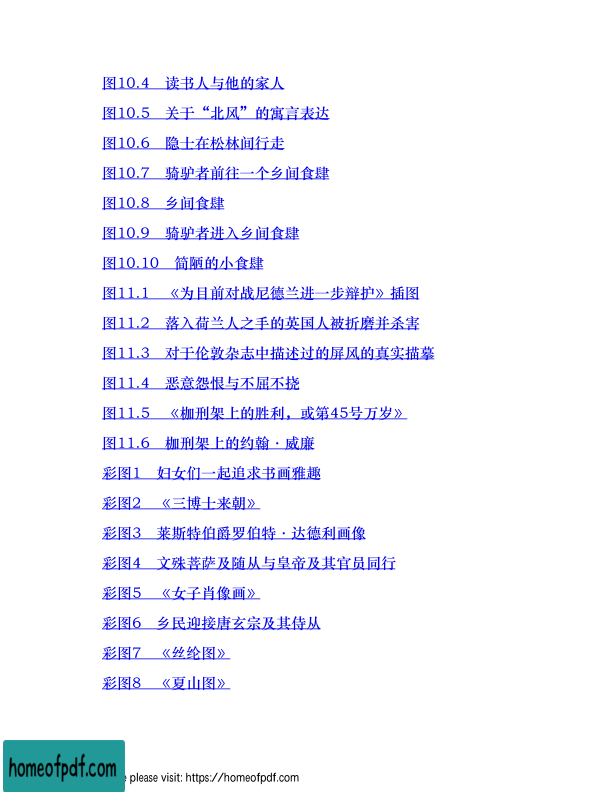 图10.4 读书人与他的家人
图10.5 关于“北风”的寓言表达
图10.6 隐士在松林间行走
图10.7 骑驴者前往一个乡间食肆
图10.8 乡间食肆
图10.9 骑驴者进入乡间食肆
图10.10 简陋的小食肆
图11.1 《为目前对战尼德兰进一步辩护》插图
图11.2 落入荷兰人之手的英国人被折磨并杀害
图11.3 对于伦敦杂志中描述过的屏风的真实描摹
图11.4 恶意怨恨与不屈不挠
图11.5 《枷刑架上的胜利，或第45号万岁》
图11.6 枷刑架上的约翰·威廉
彩图1 妇女们一起追求书画雅趣
彩图2 《三博士来朝》
彩图3 莱斯特伯爵罗伯特·达德利画像
彩图4 文殊菩萨及随从与皇帝及其官员同行
彩图5 《女子肖像画》
彩图6 乡民迎接唐玄宗及其侍从
彩图7 《丝纶图》
彩图8 《夏山图》
homeofpdf.com
please visit: https://homeofpdf.com